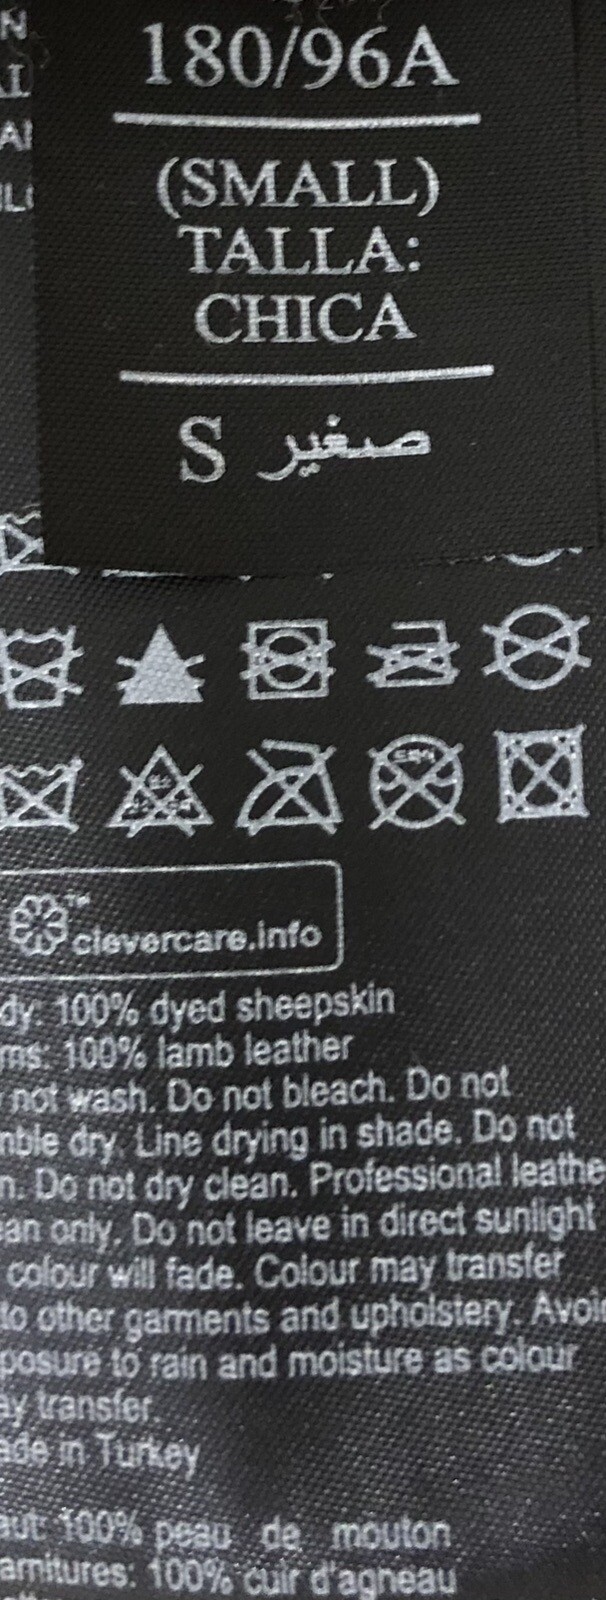 180/96A
(SMALL)
TALLA:
CHICA
S صغير
™
clevercare.info
dy: 100% dyed sheepskin
ms: 100% lamb leather
not wash. Do not bleach. Do not
mble dry. Line drying in shade. Do not
n. Do not dry clean. Professional leathe
ean only. Do not leave in direct sunlight
colour will fade. Colour may transfer
to other garments and upholstery. Avoi
posure to rain and moisture as colour
ay transfer.
ade in Turkey
aut: 100% peau de mouton
arnitures: 100% cuir d'agneau